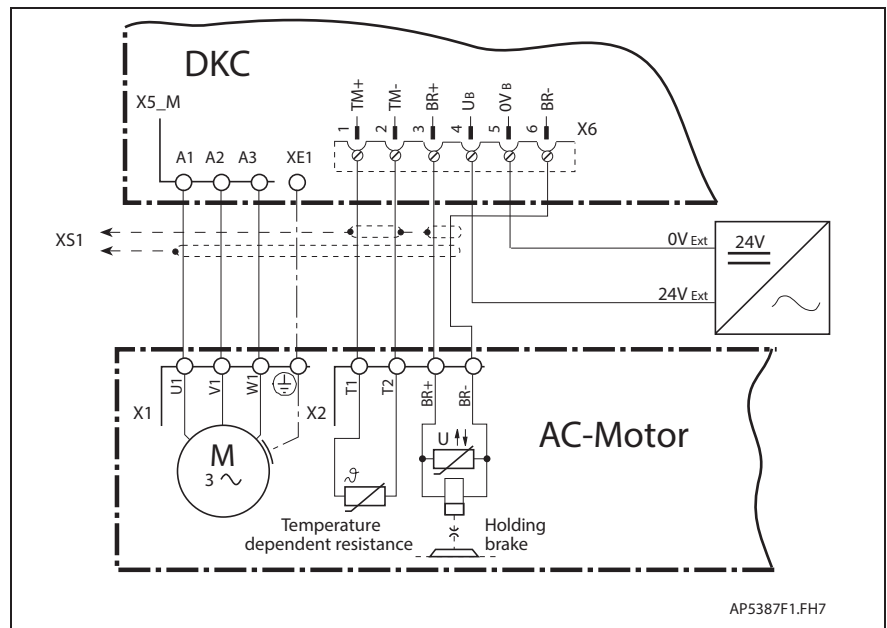 DKC
X5_M
TM+
TM-
BR+
UB
0V B
BR-
1
2
3
4
5
6
X6
A1 A2 A3 XE1
XS1
0V Ext
24V
24V Ext
U1
V1
W1
T1
T2
BR+
BR-
X1
X2
U
AC-Motor
M
3 ~
ϑ
Temperature
dependent resistance
Holding
brake
AP5387F1.FH7